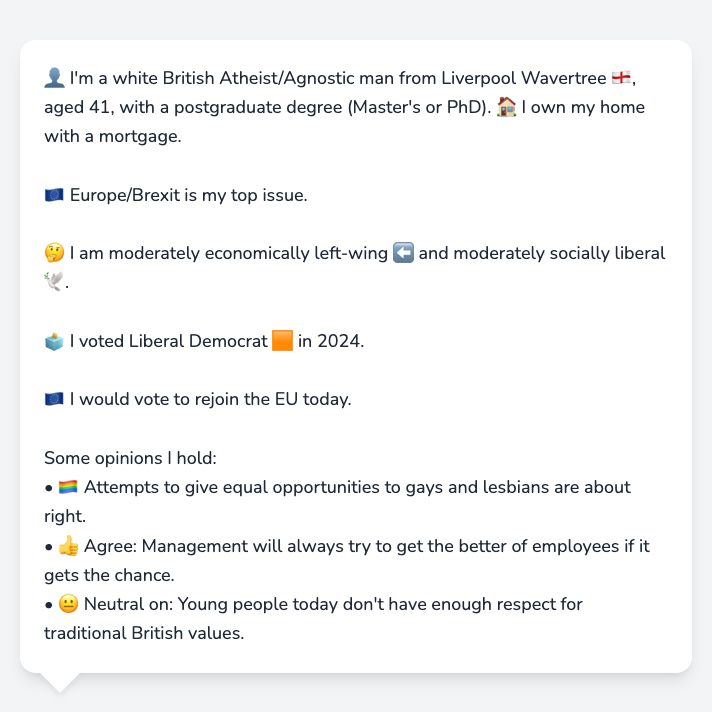 👤 I'm a white British Atheist/Agnostic man from Liverpool Wavertree 🏴󠁧󠁢󠁥󠁮󠁧󠁿,
aged 41, with a postgraduate degree (Master's or PhD). 🏠 I own my home
with a mortgage.
🇪🇺 Europe/Brexit is my top issue.
🤔 I am moderately economically left-wing ⬅️ and moderately socially liberal
🕊️.
🗳️ I voted Liberal Democrat 🟧 in 2024.
🇪🇺 I would vote to rejoin the EU today.
Some opinions I hold:
• 🏳️‍🌈 Attempts to give equal opportunities to gays and lesbians are about
right.
• 👍 Agree: Management will always try to get the better of employees if it
gets the chance.
• 😐 Neutral on: Young people today don't have enough respect for
traditional British values.